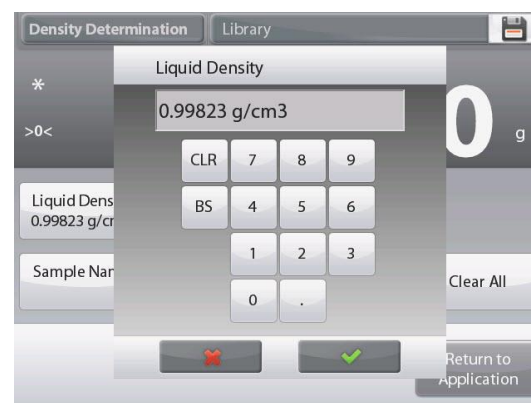 Density Determination
Library
Liquid Density
*
0.99823 g/cm3
>0<
0 g
CLR 7 8 9
Liquid Dens
0.99823 g/cr
BS 4 5 6
1 2 3
Sample Nar
Clear All
0 .
Return to
Application